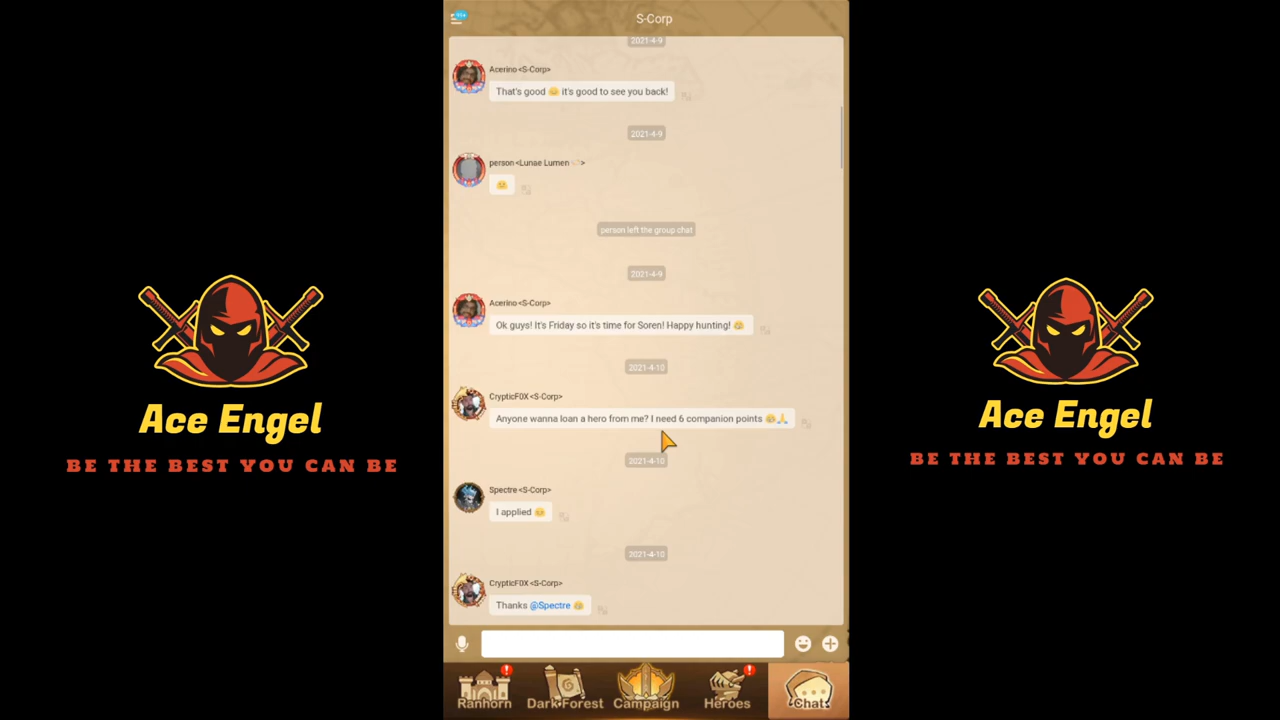 S-Corp
2021-4-9
Acerino <S-Corp>
That's good 😊 it's good to see you back!
2021-4-9
person <Lunae Lumen >
😊
person left the group chat
2021-4-9
Acerino <S-Corp>
Ok guys! It's Friday so it's time for Soren! Happy hunting! 😊
2021-4-10
CrypticF0X <S-Corp>
Anyone wanna loan a hero from me? I need 6 companion points 😊🙏
2021-4-10
Spectre <S-Corp>
I applied 😊
2021-4-10
CrypticF0X <S-Corp>
Thanks @Spectre 😊
Ranhorn
Dark Forest
Campaign
Heroes
Chat
Ace Engel
BE THE BEST YOU CAN BE
Ace Engel
BE THE BEST YOU CAN BE